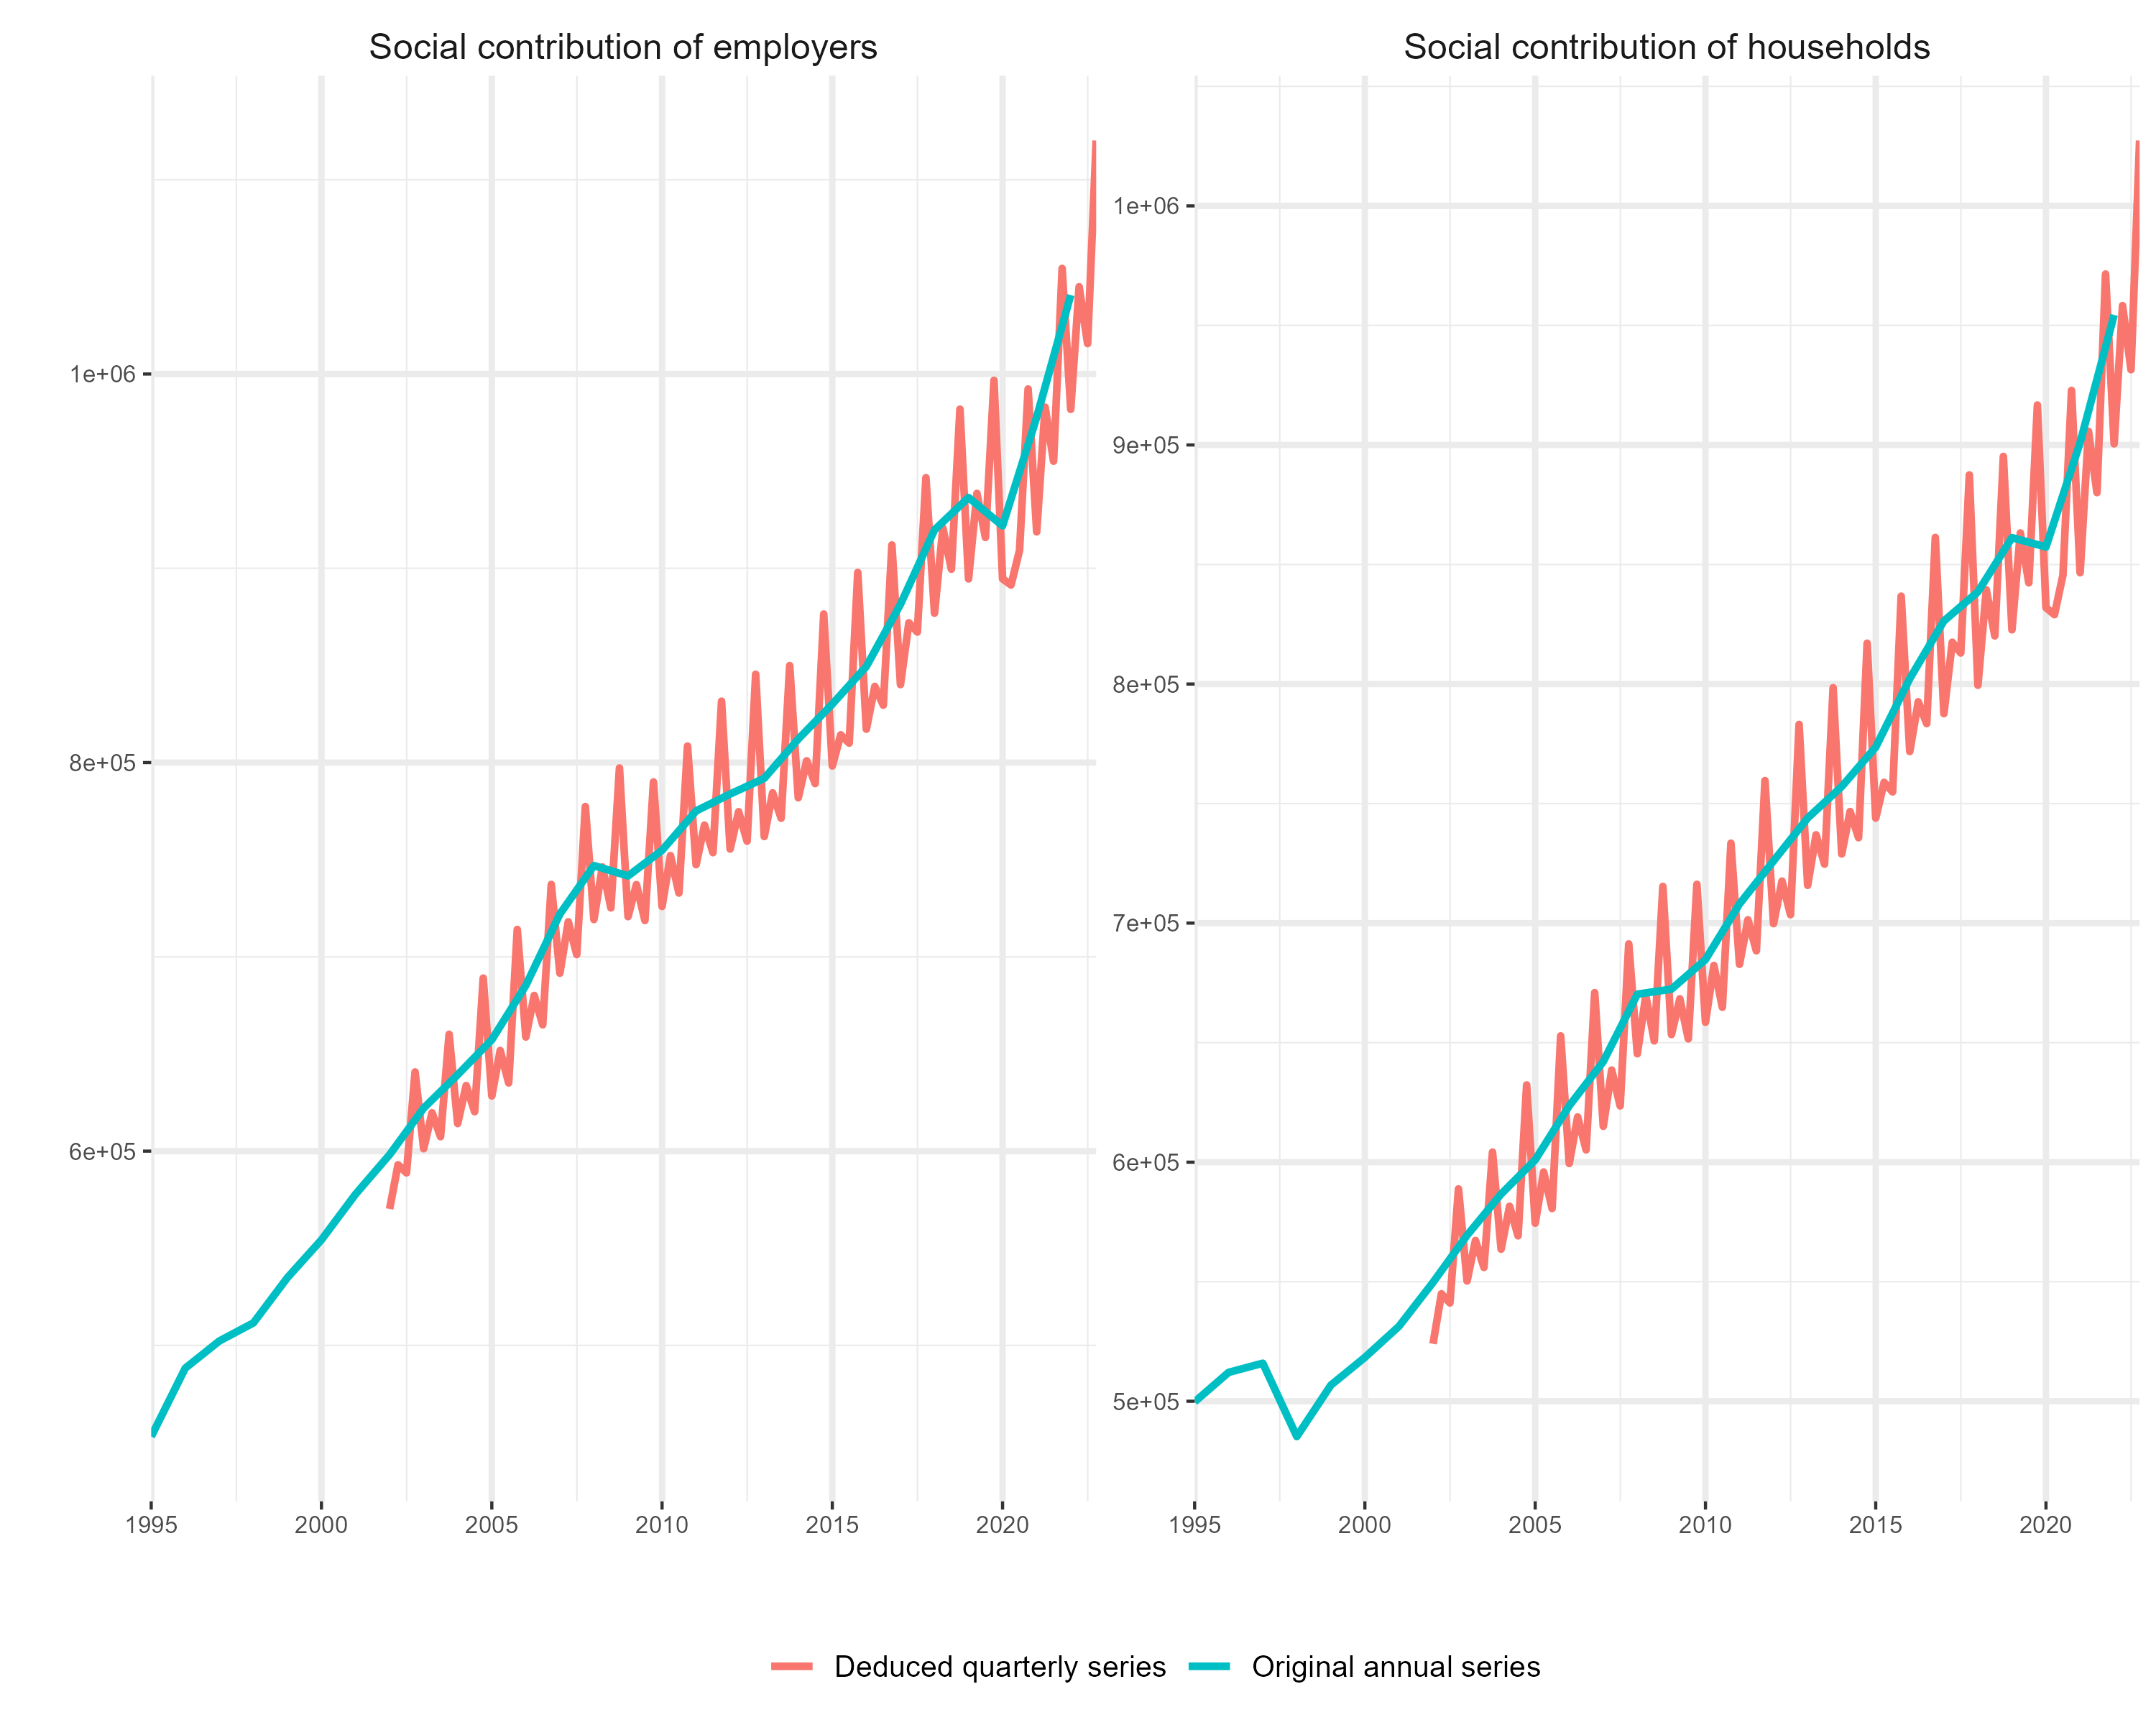 Social contribution of employers
Social contribution of households
1e+06
8e+05
6e+05
1995 2000 2005 2010 2015 2020
1e+06
9e+05
8e+05
7e+05
6e+05
5e+05
1995 2000 2005 2010 2015 2020
Deduced quarterly series Original annual series